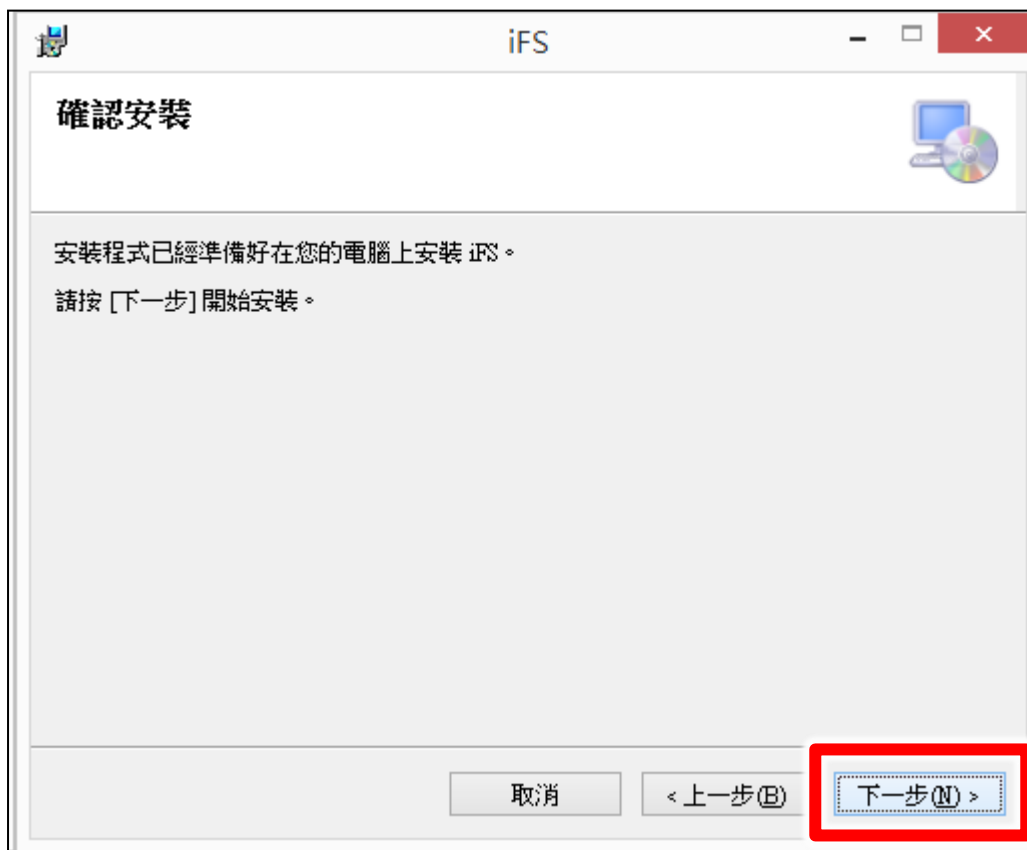 iFS
確認安裝
安裝程式已經準備好在您的電腦上安裝 iFS。
請按 [下一步] 開始安裝。
取消
< 上一步(B)
下一步(N) >